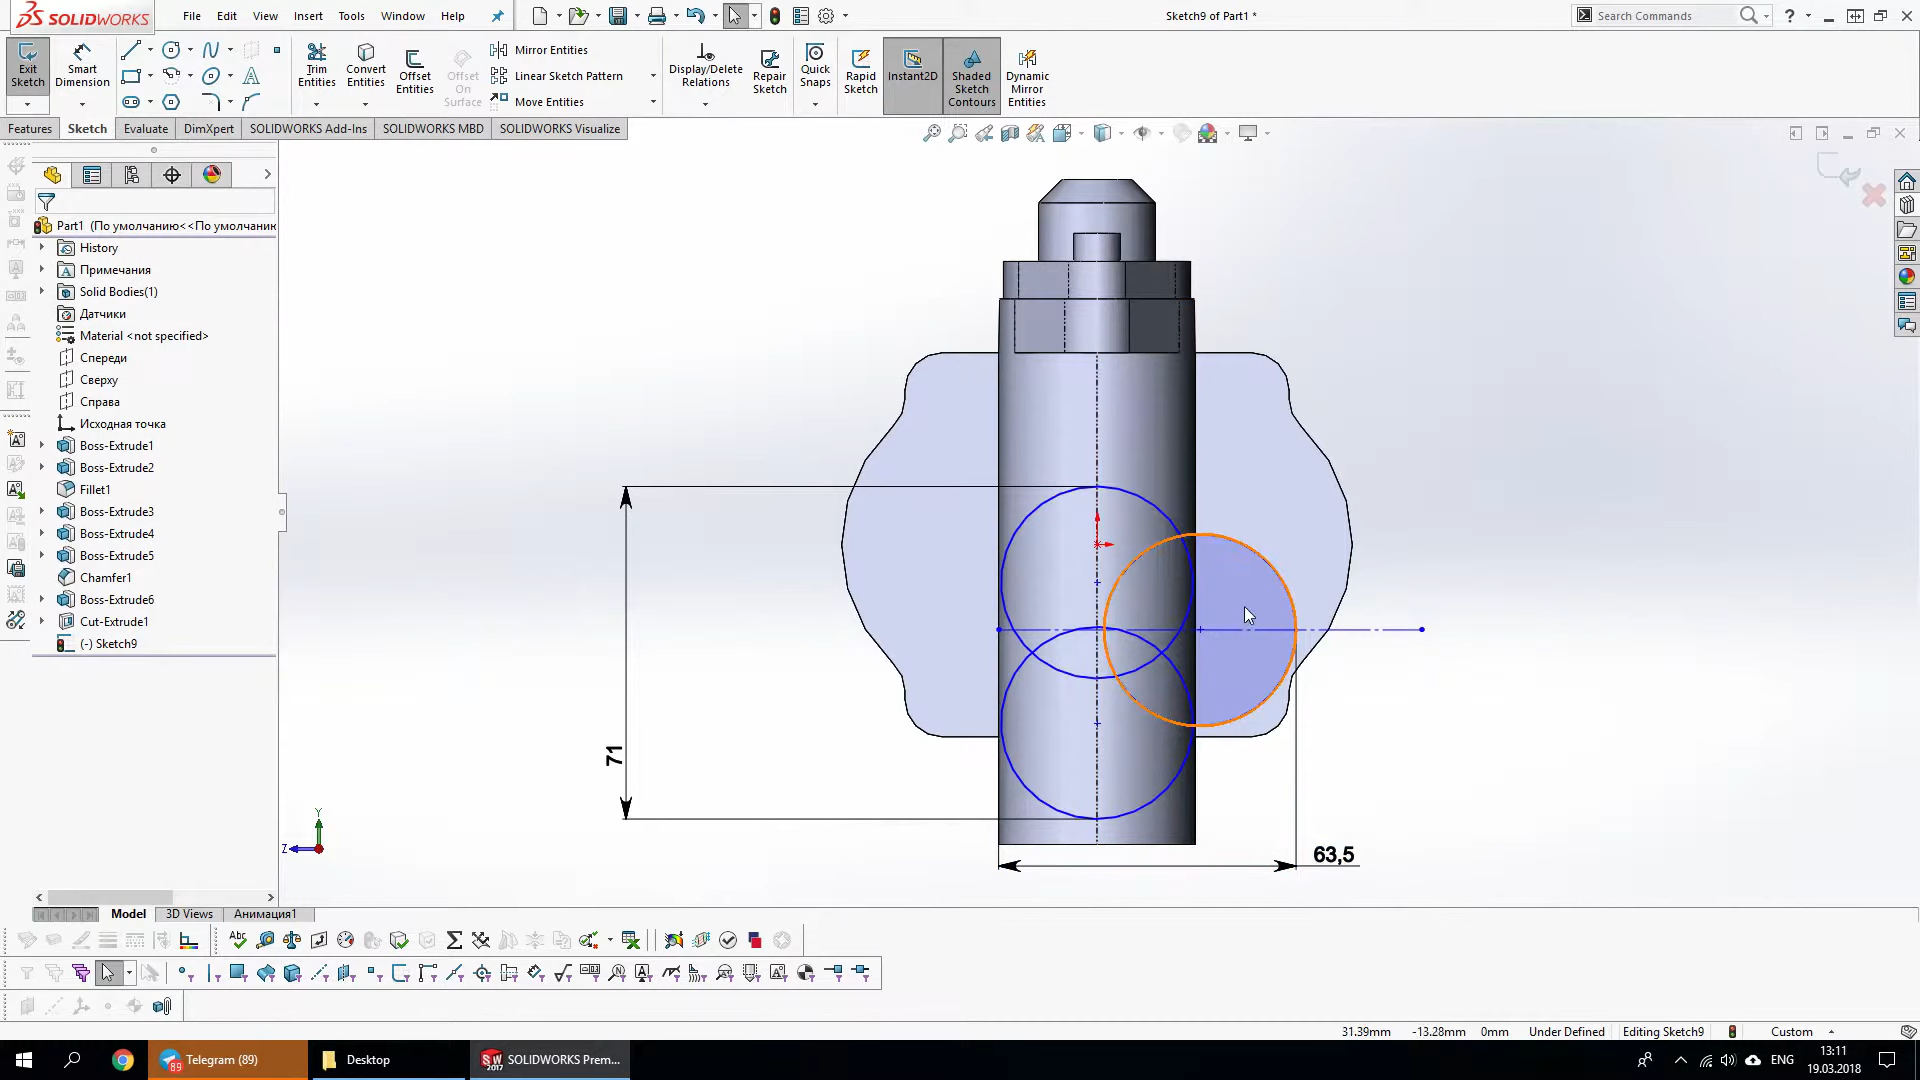 SOLIDWORKS
File Edit View Insert Tools Window Help
Sketch9 of Part1 *
Search Commands
Exit Sketch
Smart Dimension
Trim Entities
Convert Entities
Offset Entities
Offset On Surface
Mirror Entities
Linear Sketch Pattern
Move Entities
Display/Delete Relations
Repair Sketch
Quick Snaps
Rapid Sketch
Instant2D
Shaded Sketch Contours
Dynamic Mirror Entities
Features Sketch Evaluate DimXpert SOLIDWORKS Add-Ins SOLIDWORKS MBD SOLIDWORKS Visualize
Part1 (По умолчанию<<По умолчани
History
Примечания
Solid Bodies(1)
Датчики
Material <not specified>
Спереди
Сверху
Справа
Исходная точка
Boss-Extrude1
Boss-Extrude2
Fillet1
Boss-Extrude3
Boss-Extrude4
Boss-Extrude5
Chamfer1
Boss-Extrude6
Cut-Extrude1
(-) Sketch9
71
63,5
Y
Z
Model 3D Views Анимация1
31.39mm -13.28mm 0mm Under Defined Editing Sketch9 Custom
Telegram (89)
89
Desktop
SW 2017
SOLIDWORKS Prem...
ENG
13:11
19.03.2018